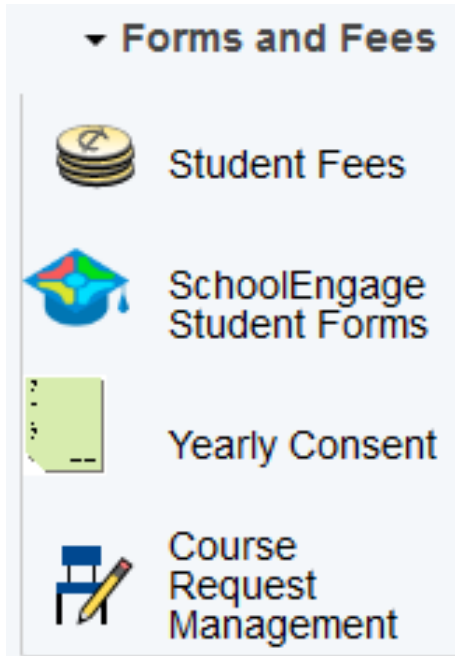 Forms and Fees
Student Fees
SchoolEngage
Student Forms
Yearly Consent
Course
Request
Management